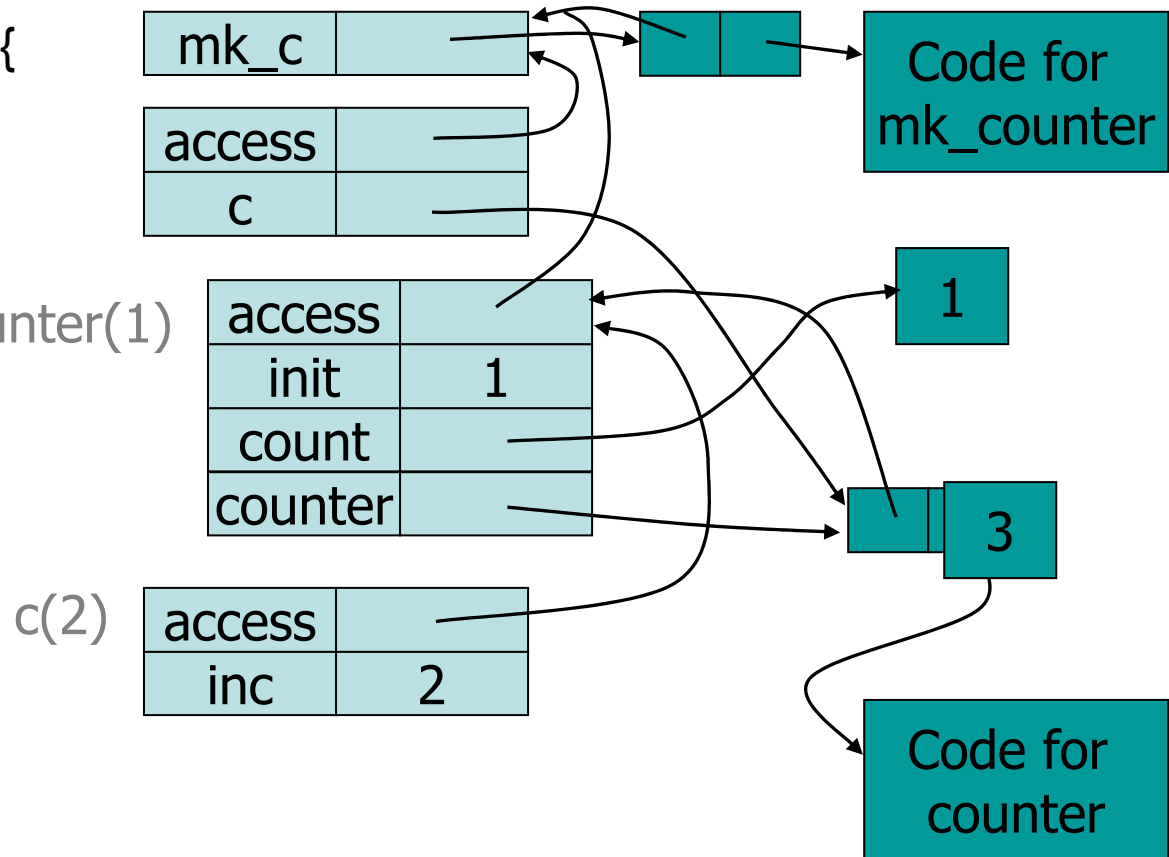 {
mk_c
Code for
mk_counter
access
c
1
unter(1)
access
init 1
count
counter
3
c(2)
access
inc 2
Code for
counter